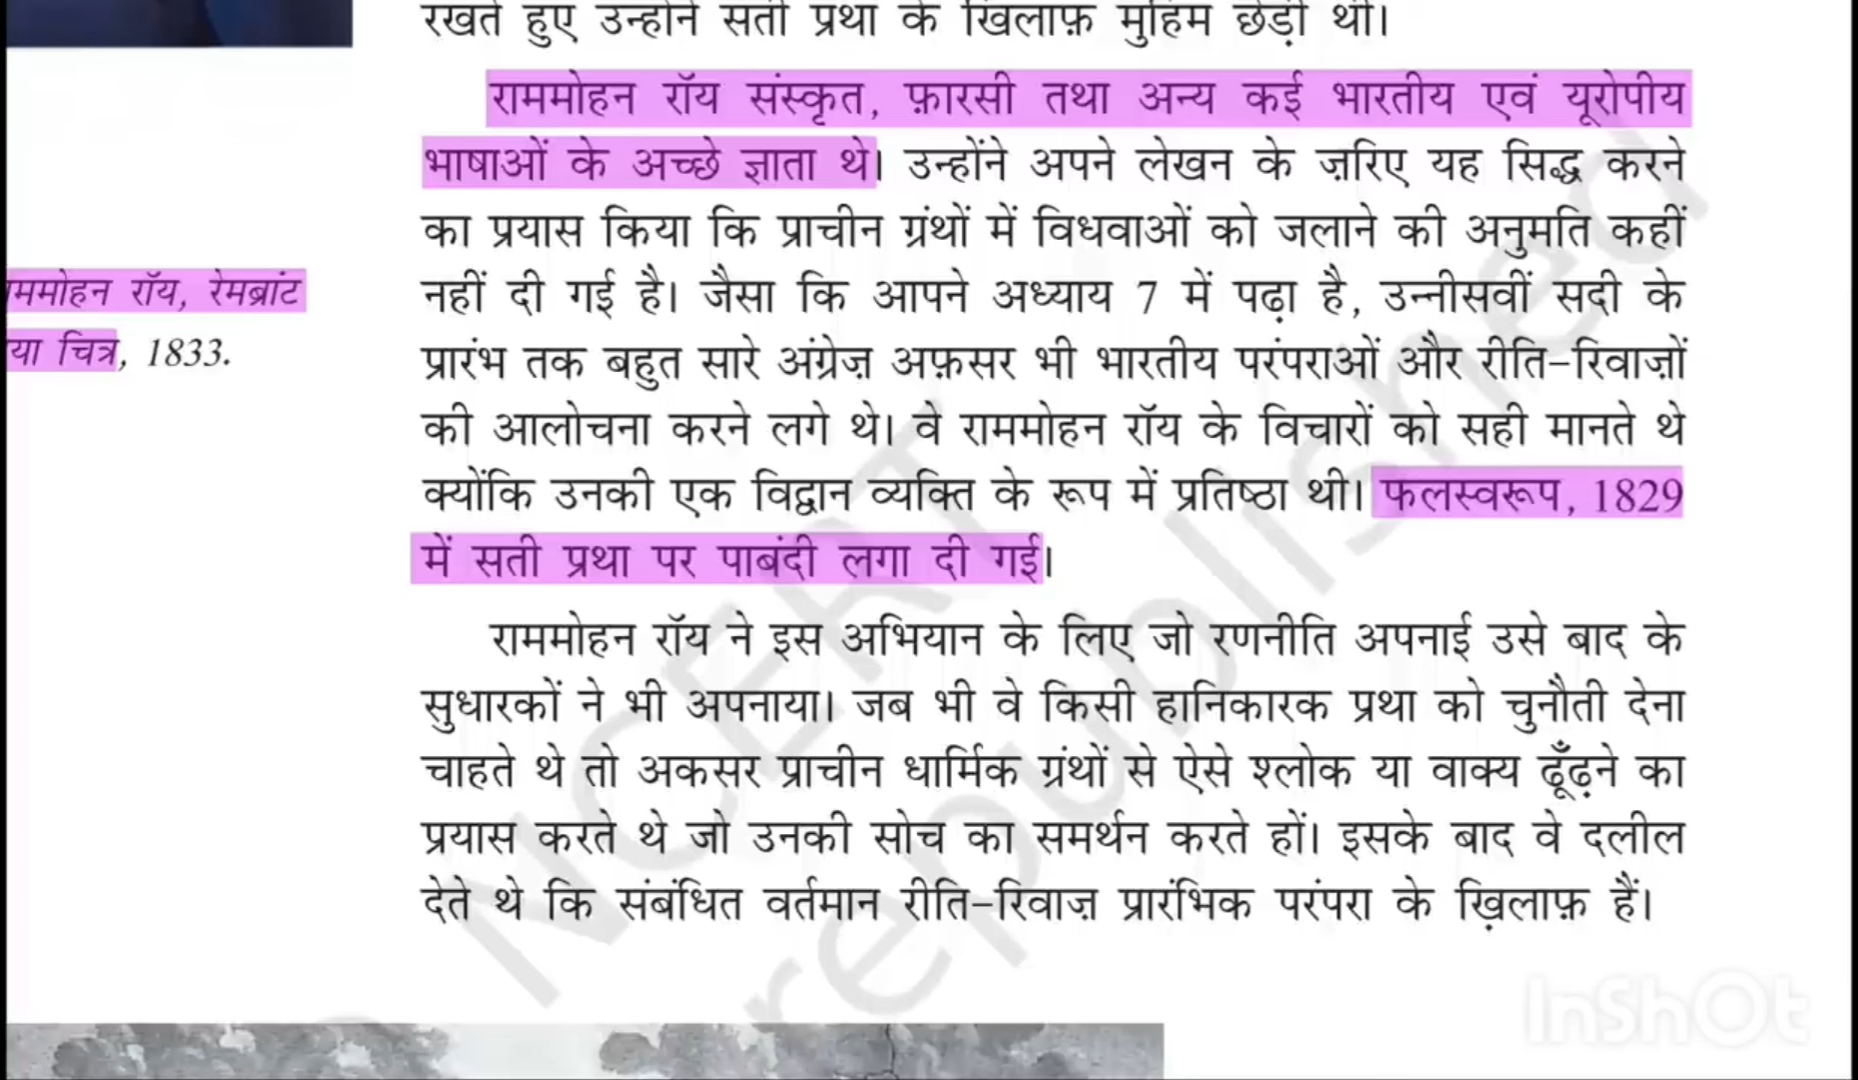 रखते हुए उन्होंने सती प्रथा के खिलाफ़ मुहिम छेड़ी थी।
राममोहन रॉय संस्कृत, फ़ारसी तथा अन्य कई भारतीय एवं यूरोपीय
भाषाओं के अच्छे ज्ञाता थे। उन्होंने अपने लेखन के ज़रिए यह सिद्ध करने
का प्रयास किया कि प्राचीन ग्रंथों में विधवाओं को जलाने की अनुमति कहीं
नहीं दी गई है। जैसा कि आपने अध्याय 7 में पढ़ा है, उन्नीसवीं सदी के
प्रारंभ तक बहुत सारे अंग्रेज़ अफ़सर भी भारतीय परंपराओं और रीति-रिवाज़ों
की आलोचना करने लगे थे। वे राममोहन रॉय के विचारों को सही मानते थे
क्योंकि उनकी एक विद्वान व्यक्ति के रूप में प्रतिष्ठा थी। फलस्वरूप, 1829
में सती प्रथा पर पाबंदी लगा दी गई।
राममोहन रॉय ने इस अभियान के लिए जो रणनीति अपनाई उसे बाद के
सुधारकों ने भी अपनाया। जब भी वे किसी हानिकारक प्रथा को चुनौती देना
चाहते थे तो अकसर प्राचीन धार्मिक ग्रंथों से ऐसे श्लोक या वाक्य ढूँढ़ने का
प्रयास करते थे जो उनकी सोच का समर्थन करते हों। इसके बाद वे दलील
देते थे कि संबंधित वर्तमान रीति-रिवाज़ प्रारंभिक परंपरा के ख़िलाफ़ हैं।
ममोहन रॉय, रेमब्रांट
या चित्र, 1833.
NCERT
republished
InShOt